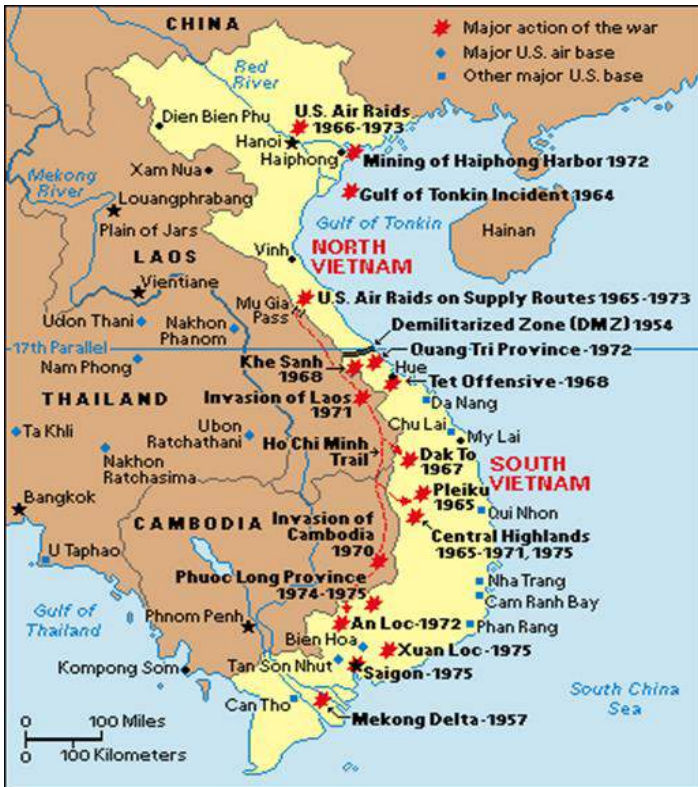 CHINA
Major action of the war
Major U.S. air base
Other major U.S. base
Red
River
U.S. Air Raids
1966-1973
Dien Bien Phu
Hanoi
Haiphong
Mining of Haiphong Harbor 1972
Xam Nua
Mekong
River
Louangphrabang
Gulf of Tonkin Incident 1964
Plain of Jars
Gulf of Tonkin
Hainan
LAOS
Vinh
NORTH
VIETNAM
Vientiane
Mu Gia
Pass
U.S. Air Raids on Supply Routes 1965-1973
Udon Thani
Nakhon
Phanom
Demilitarized Zone (DMZ) 1954
17th Parallel
Quang Tri Province-1972
Nam Phong
Khe Sanh
1968
Hue
Tet Offensive-1968
THAILAND
Invasion of Laos
1971
Da Nang
Chu Lai
My Lai
Ta Khli
Ubon
Ratchathani
Ho Chi Minh
Trail
Dak To
1967
Nakhon
Ratchasima
SOUTH
VIETNAM
Pleiku
1965
Bangkok
CAMBODIA
Qui Nhon
Invasion of
Cambodia
1970
Central Highlands
1965-1971, 1975
U Taphao
Phuoc Long Province
1974-1975
Nha Trang
Cam Ranh Bay
Gulf of
Thailand
Phnom Penh
An Loc-1972
Phan Rang
Bien Hoa
Xuan Loc-1975
Kompong Som
Tan Son Nhut
Saigon-1975
South China
Sea
Can Tho
Mekong Delta-1957
0 100 Miles
0 100 Kilometers